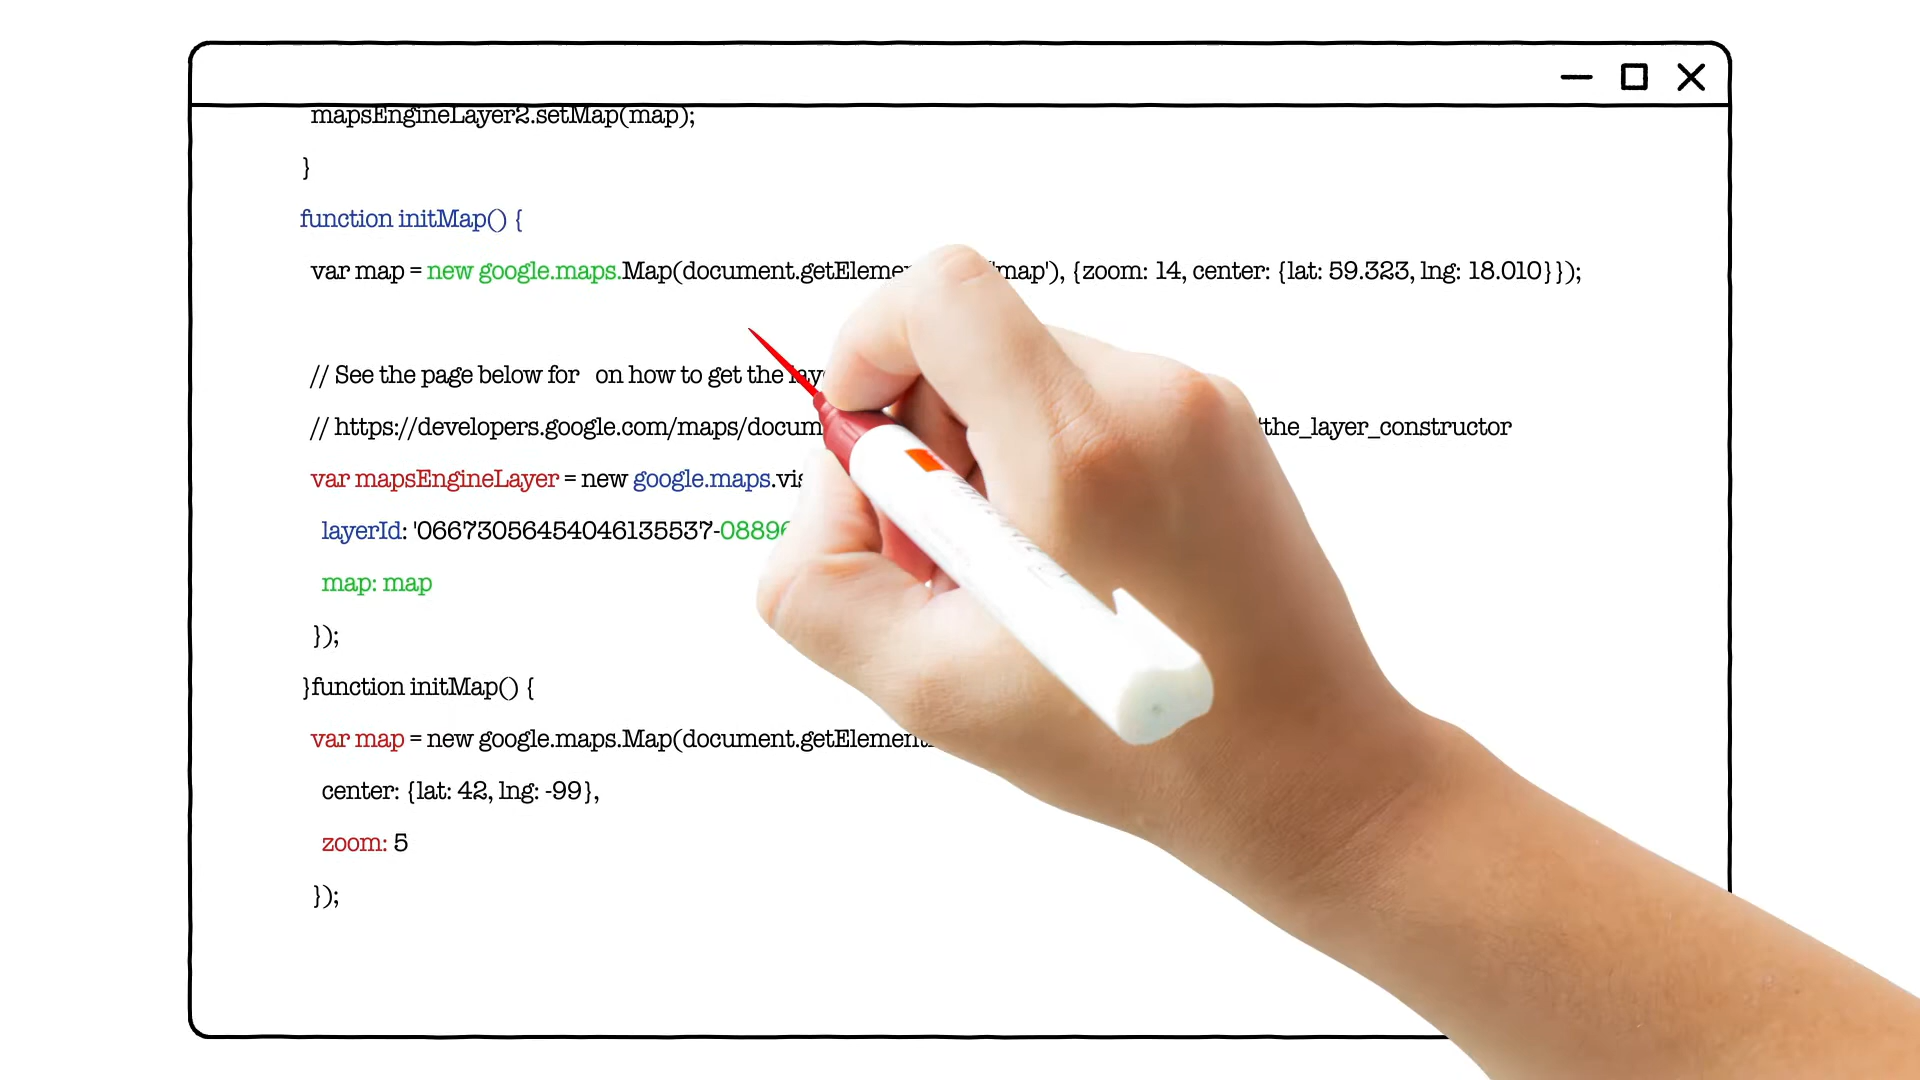 mapsEngineLayer2.setMap(map);
}
function initMap() {
var map = new google.maps.Map(document.getEleme 'map'), {zoom: 14, center: {lat: 59.323, lng: 18.010}});
// See the page below for on how to get the
// https://developers.google.com/maps/docum the_layer_constructor
var mapsEngineLayer = new google.maps.vis
layerId: '06673056454046135537-0889
map: map
});
}function initMap() {
var map = new google.maps.Map(document.getElement
center: {lat: 42, lng: -99},
zoom: 5
});